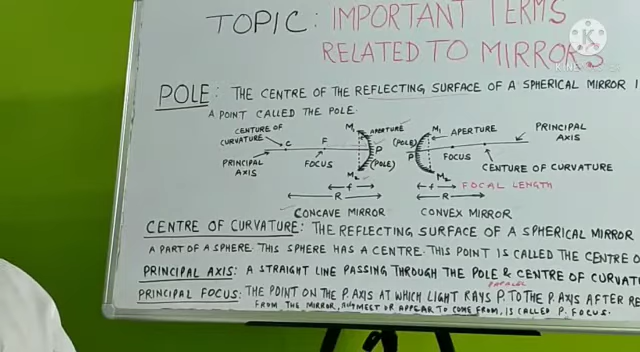 TOPIC: IMPORTANT TERMS
RELATED TO MIRRORS
POLE: THE CENTRE OF THE REFLECTING SURFACE OF A SPHERICAL MIRROR I
A POINT CALLED THE POLE.
CENTURE OF CURVATURE
C
F
M1
APERTURE
P
(POLE)
PRINCIPAL AXIS
FOCUS
M2
f
R
CONCAVE MIRROR
M1
APERTURE
PRINCIPAL AXIS
(POLE)
P
FOCUS
CENTURE OF CURVATURE
M2
f
FOCAL LENGTH
R
CONVEX MIRROR
CENTRE OF CURVATURE: THE REFLECTING SURFACE OF A SPHERICAL MIRROR
A PART OF A SPHERE. THIS SPHERE HAS A CENTRE. THIS POINT IS CALLED THE CENTRE O
PRINCIPAL AXIS: A STRAIGHT LINE PASSING THROUGH THE POLE & CENTRE OF CURVAT
PARALLEL
PRINCIPAL FOCUS: THE POINT ON THE P. AXIS AT WHICH LIGHT RAYS P. TO THE P. AXIS AFTER RE
FROM THE MIRROR, MEET OR APPEAR TO COME FROM, IS CALLED P. FOCUS.